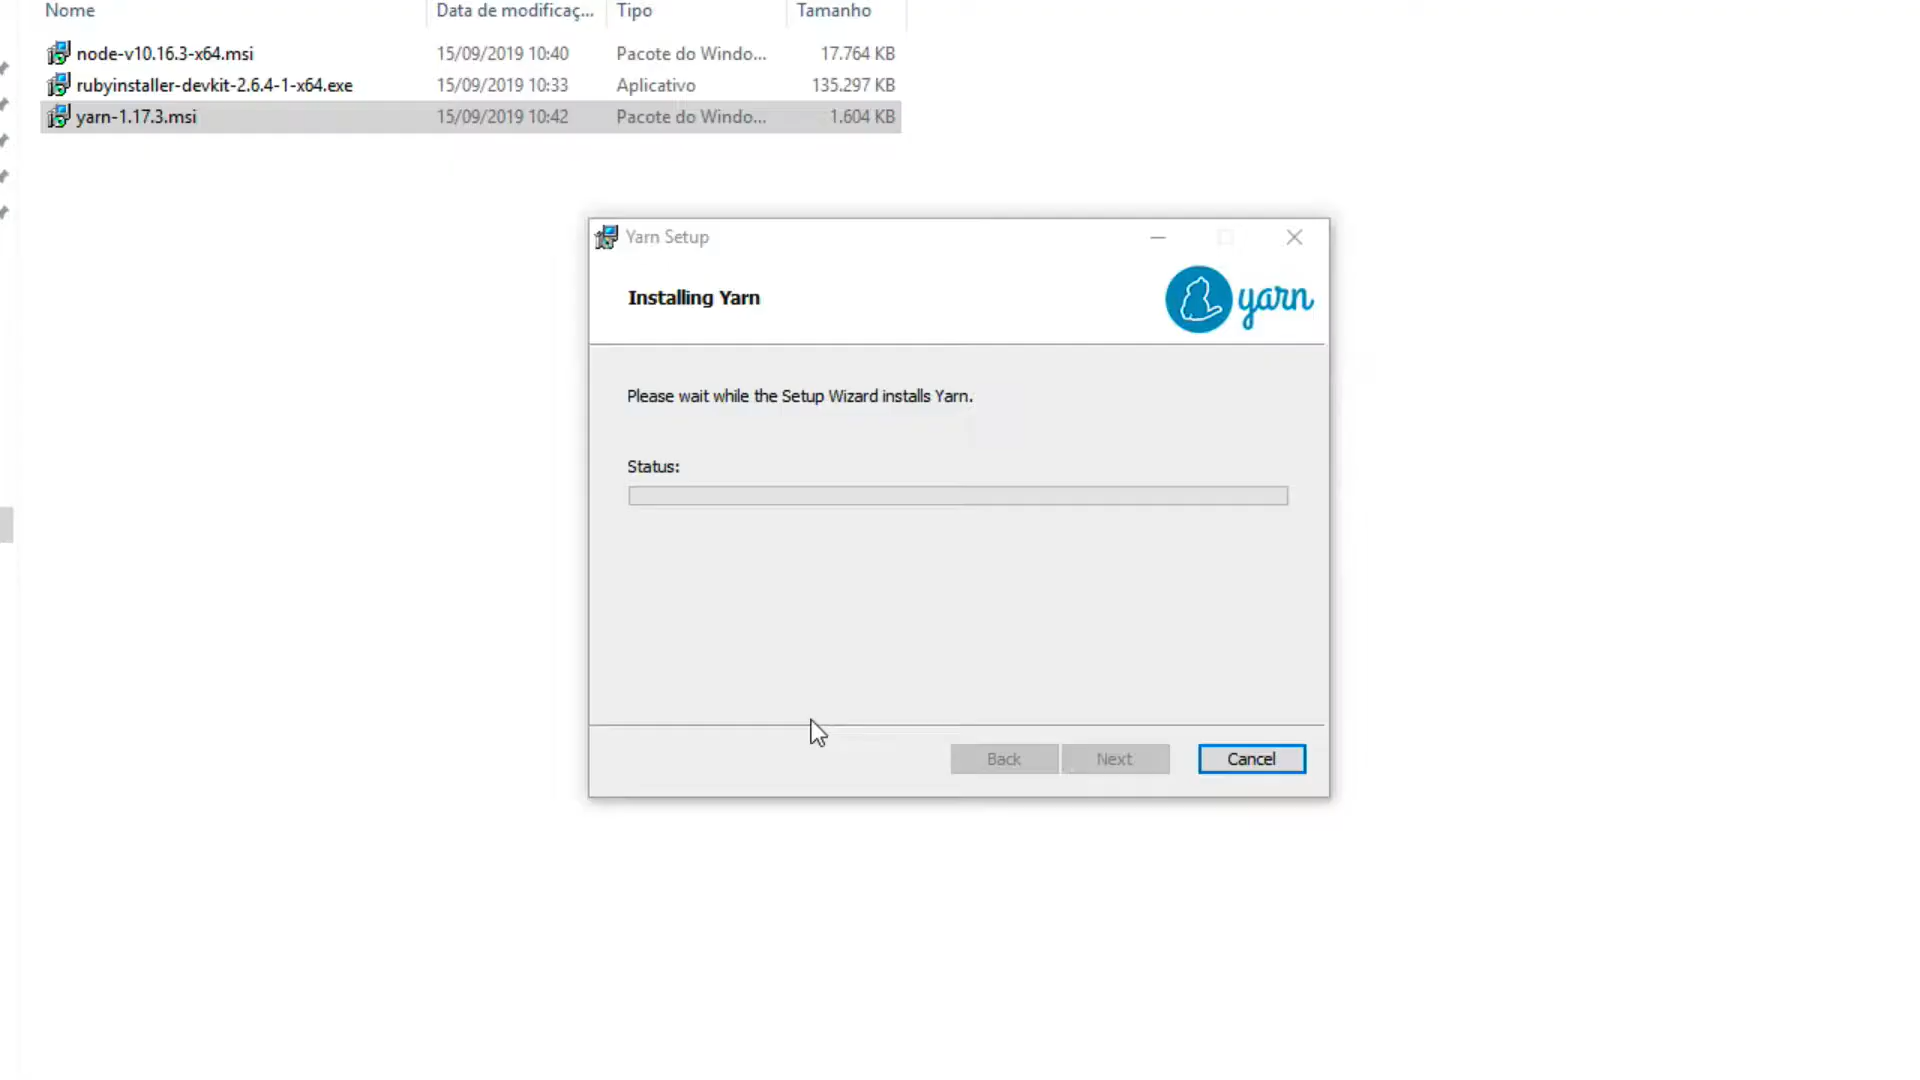 Nome Data de modificaç... Tipo Tamanho
node-v10.16.3-x64.msi 15/09/2019 10:40 Pacote do Windo... 17.764 KB
rubyinstaller-devkit-2.6.4-1-x64.exe 15/09/2019 10:33 Aplicativo 135.297 KB
yarn-1.17.3.msi 15/09/2019 10:42 Pacote do Windo... 1.604 KB
Yarn Setup
Installing Yarn
yarn
Please wait while the Setup Wizard installs Yarn.
Status:
Back Next Cancel